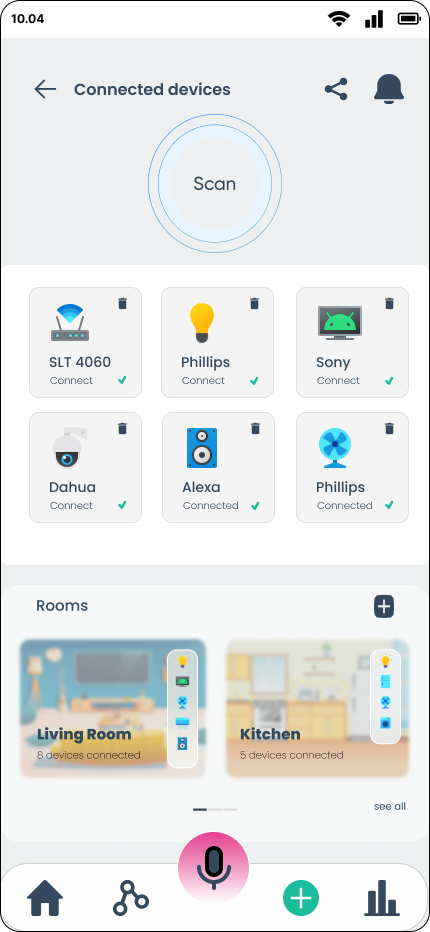 10.04
Connected devices
Scan
SLT 4060
Connect
Phillips
Connect
Sony
Connect
Dahua
Connect
Alexa
Connected
Phillips
Connected
Rooms
Living Room
8 devices connected
Kitchen
5 devices connected
see all